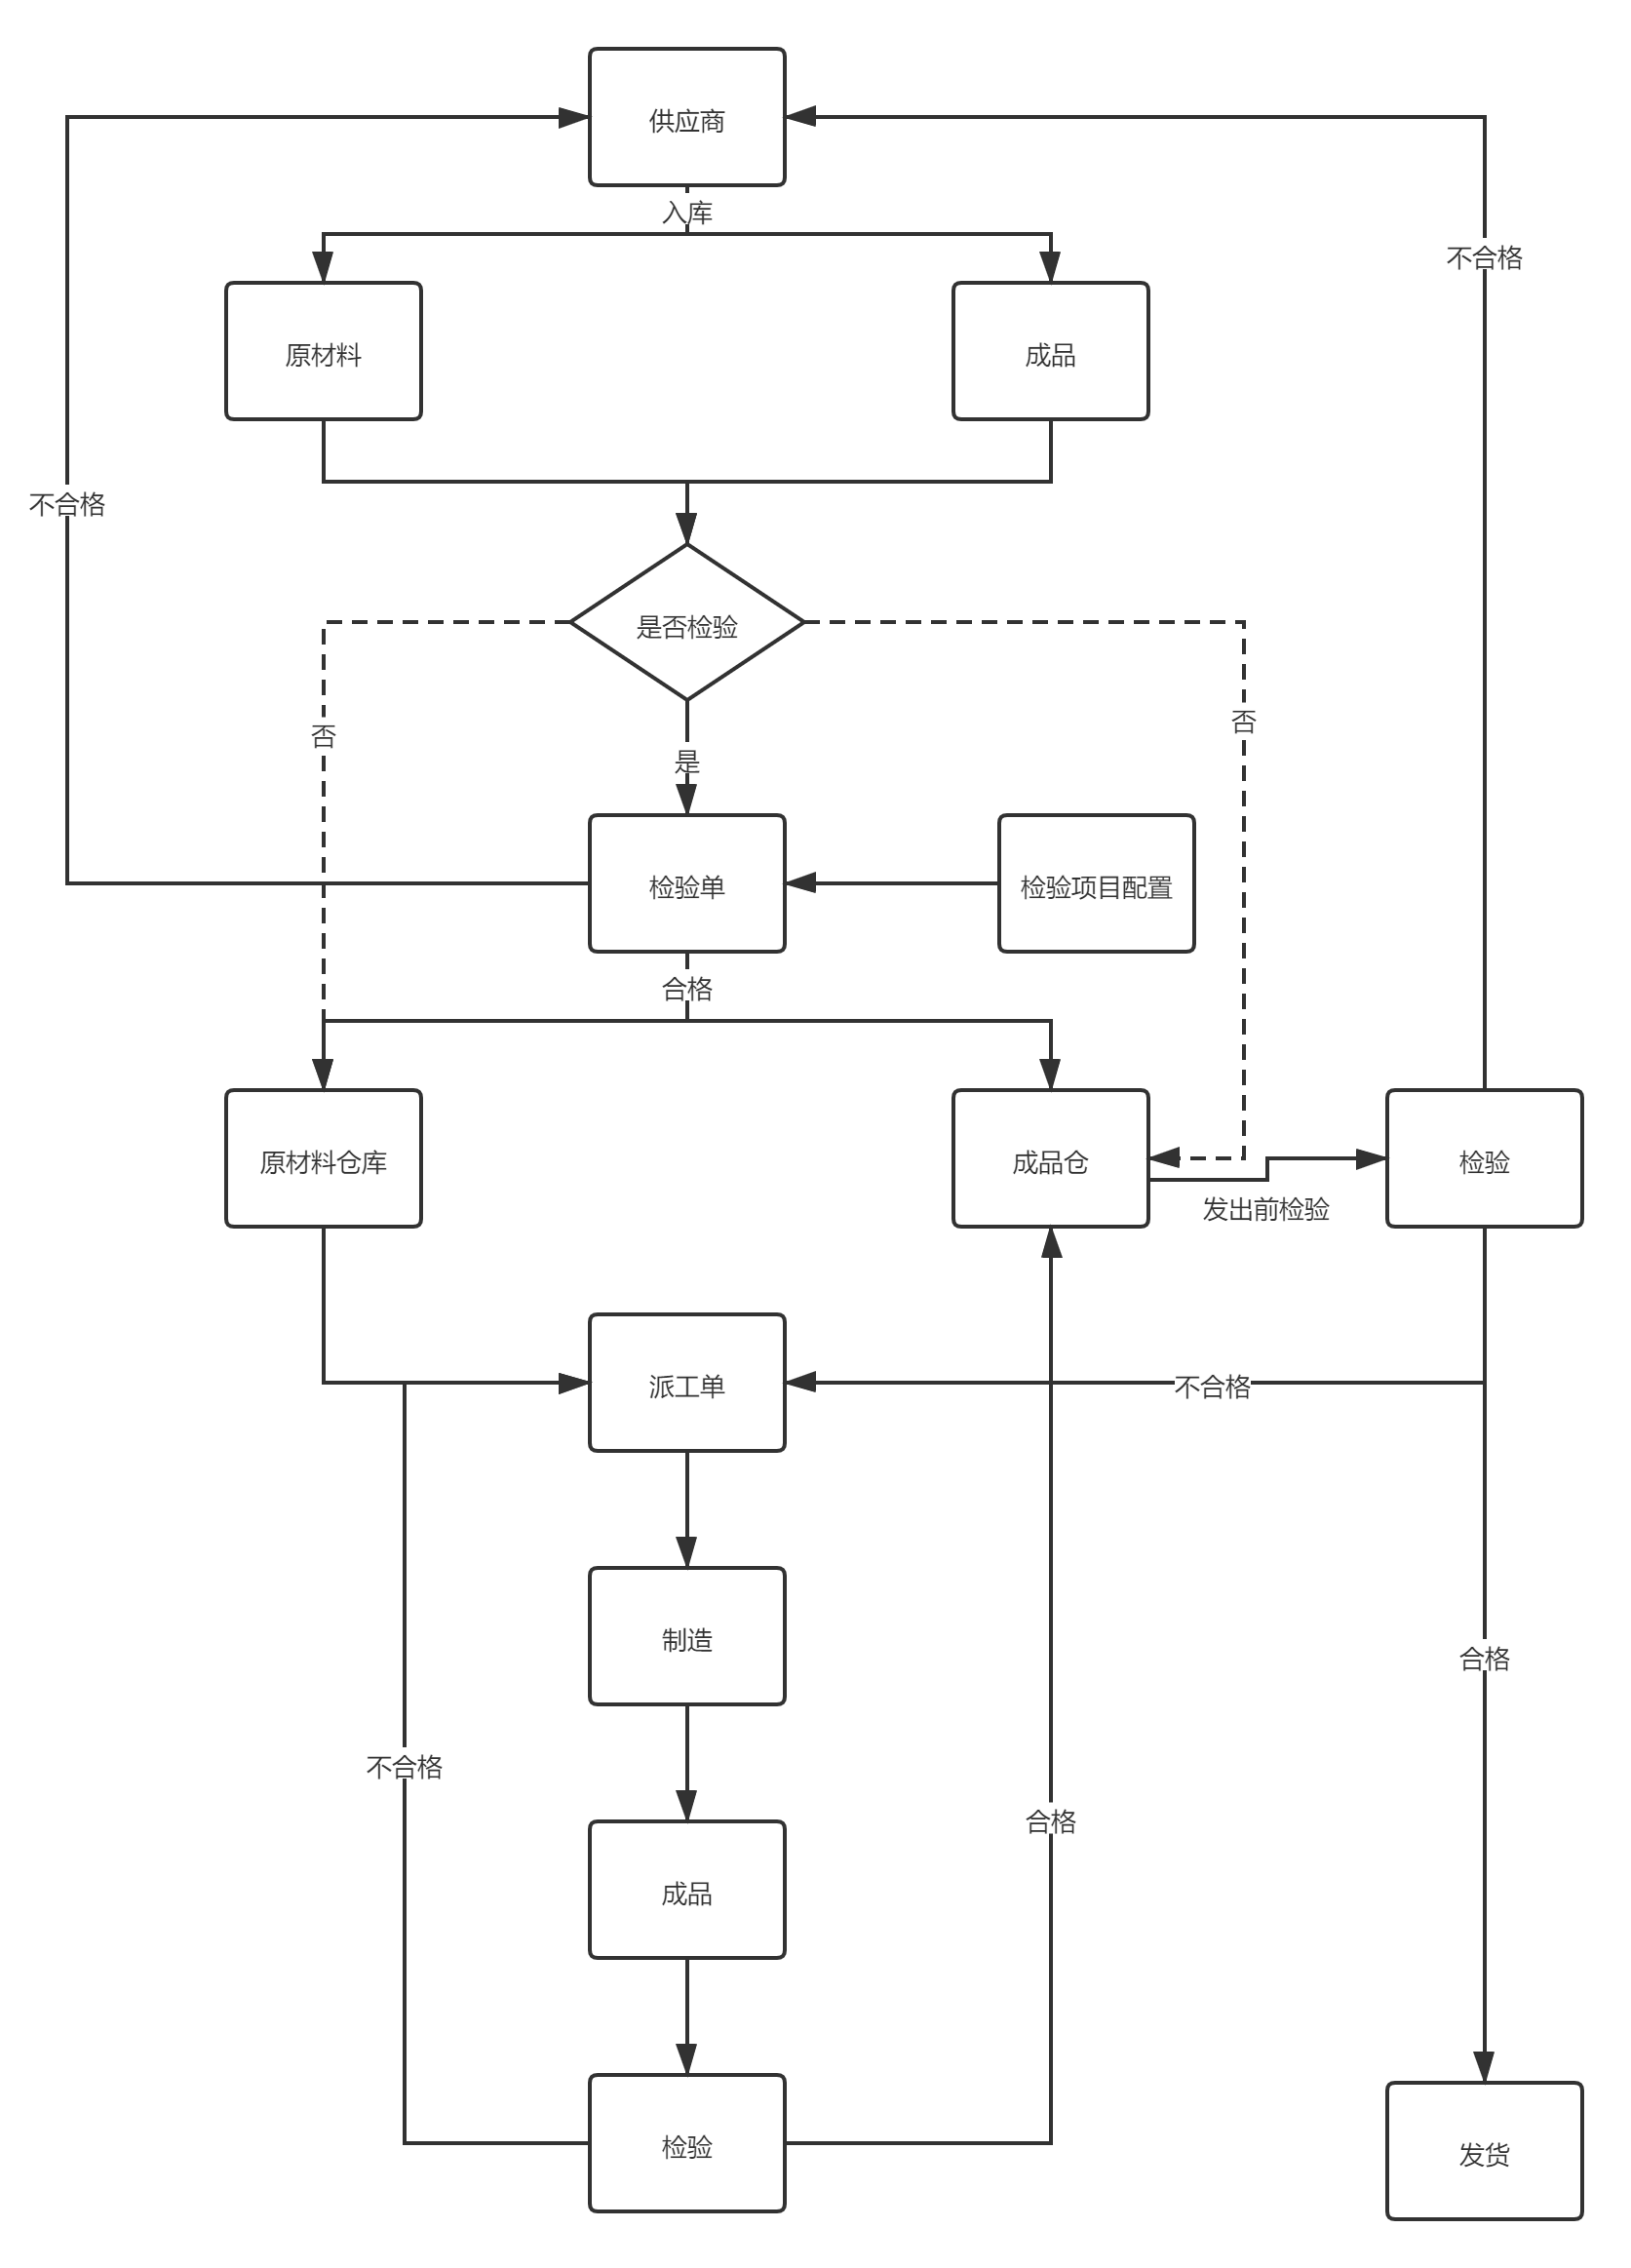 供应商
入库
不合格
原材料
成品
不合格
是否检验
否
否
是
检验单
检验项目配置
合格
原材料仓库
成品仓
检验
发出前检验
派工单
不合格
制造
合格
不合格
合格
成品
检验
发货